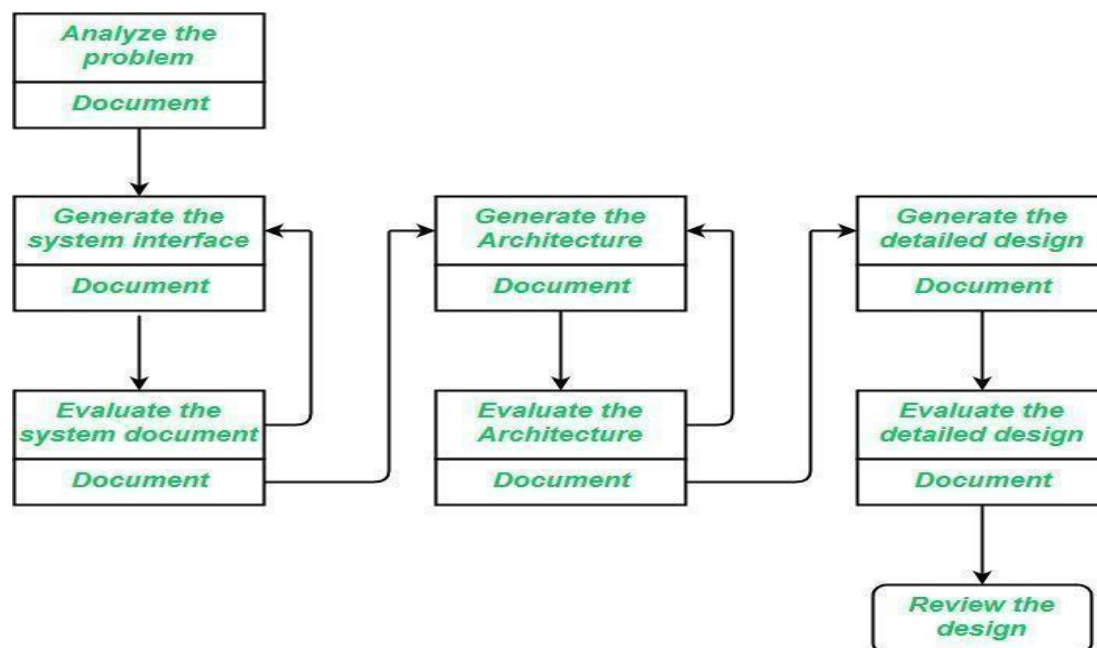 Analyze the
problem
Document
Generate the
system interface
Document
Evaluate the
system document
Document
Generate the
Architecture
Document
Evaluate the
Architecture
Document
Generate the
detailed design
Document
Evaluate the
detailed design
Document
Review the
design